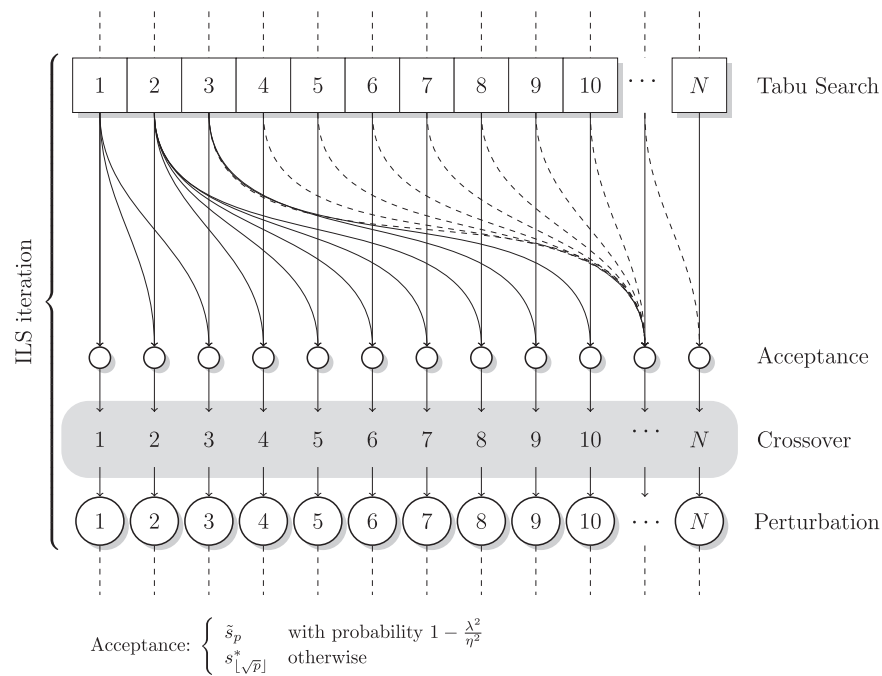 1 2 3 4 5 6 7 8 9 10 ... N Tabu Search
ILS iteration
Acceptance
1 2 3 4 5 6 7 8 9 10 ... N Crossover
1 2 3 4 5 6 7 8 9 10 ... N Perturbation
Acceptance: { s̃_p with probability 1 − λ²/η²
s*_{⌊√p⌋} otherwise